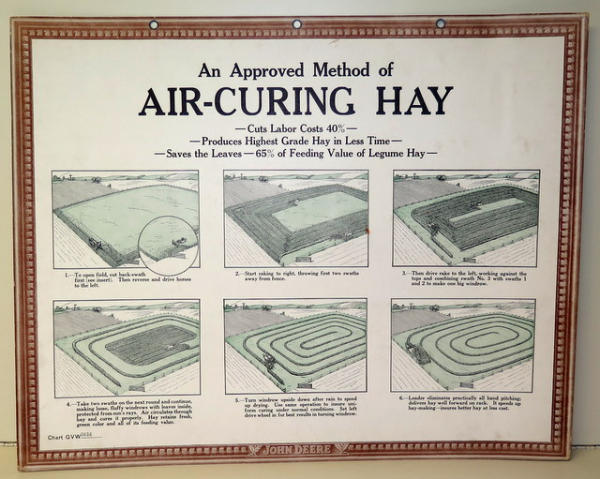 An Approved Method of
AIR-CURING HAY
—Cuts Labor Costs 40%—
—Produces Highest Grade Hay in Less Time—
—Saves the Leaves—65% of Feeding Value of Legume Hay—
1.—To open field, cut back-swath
first (see insert). Then reverse and drive horses
to the left.
2.—Start raking to right, throwing first two swaths
away from fence.
3.—Then drive rake to the left, working against the
tops and combining swath No. 3 with swaths 1
and 2 to make one big windrow.
4.—Take two swaths on the next round and continue,
making loose, fluffy windrows with leaves inside,
protected from sun's rays. Air circulates through
hay and cures it properly. Hay retains fresh,
green color and all of its feeding value.
5.—Turn windrow upside down after rain to speed
up drying. Use same operation to insure uni-
form curing under normal conditions. Set left
drive wheel in for best results in turning windrow.
6.—Loader eliminates practically all hand pitching;
delivers hay well forward on rack. It speeds up
hay-making—insures better hay at less cost.
Chart GVW
JOHN DEERE